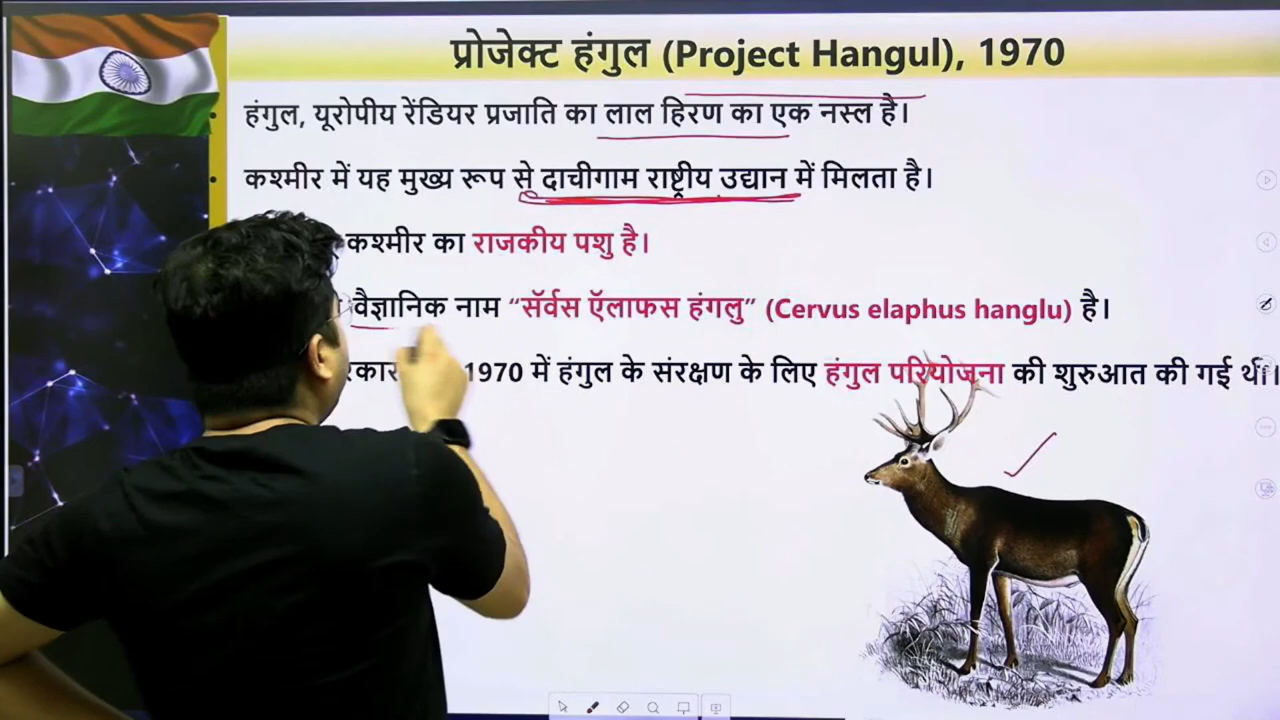 प्रोजेक्ट हंगुल (Project Hangul), 1970
हंगुल, यूरोपीय रेंडियर प्रजाति का लाल हिरण का एक नस्ल है।
कश्मीर में यह मुख्य रूप से दाचीगाम राष्ट्रीय उद्यान में मिलता है।
कश्मीर का राजकीय पशु है।
वैज्ञानिक नाम “सॅर्वस ऍलाफस हंगलु” (Cervus elaphus hanglu) है।
1970 में हंगुल के संरक्षण के लिए हंगुल परियोजना की शुरुआत की गई थी।